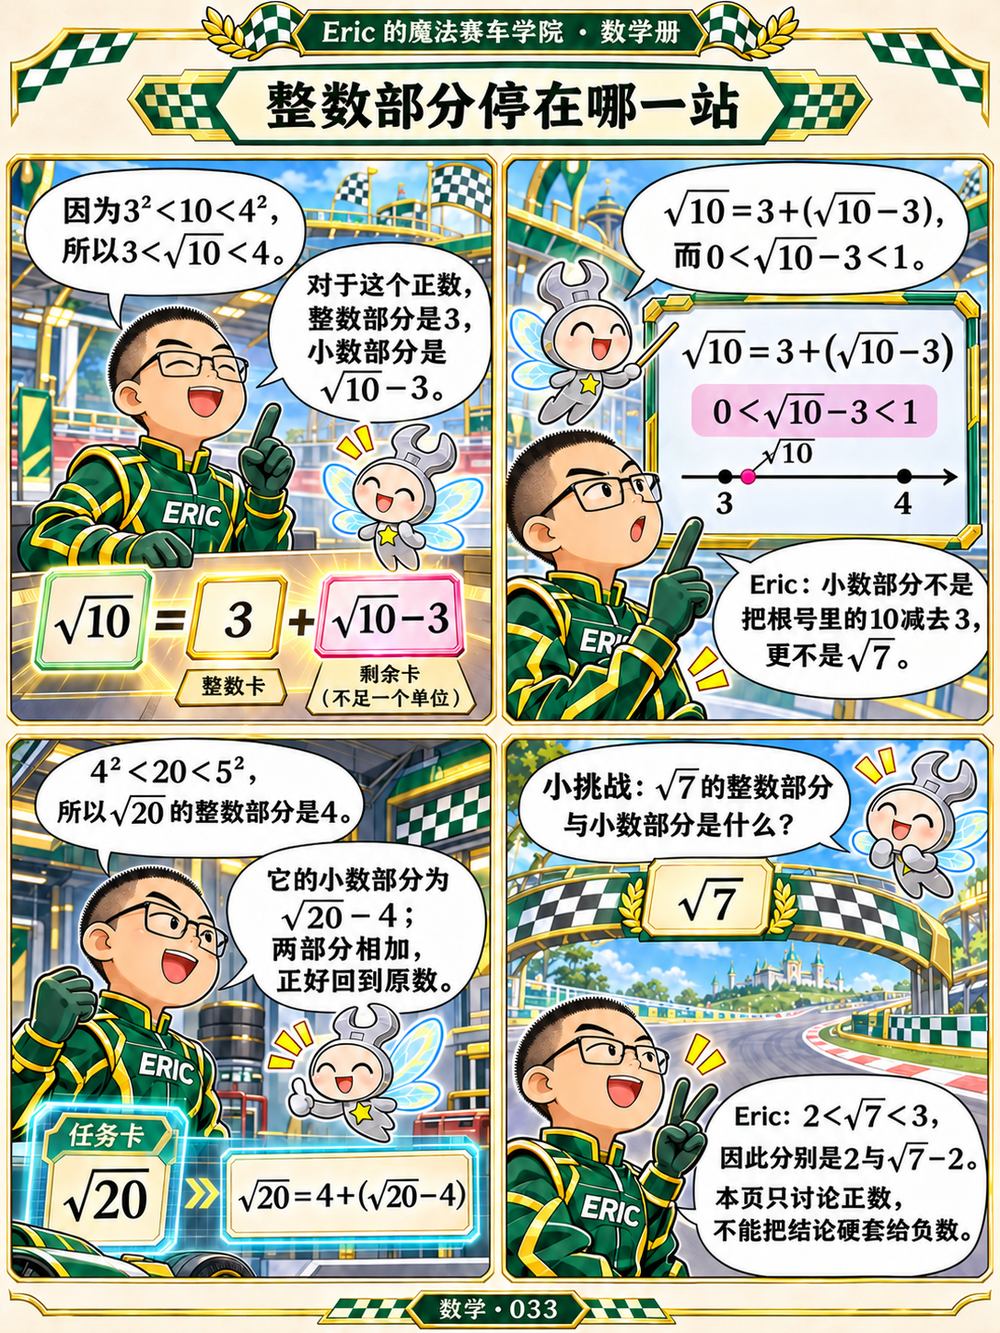 Eric 的魔法赛车学院 · 数学册
整数部分停在哪一站
因为3²<10<4²，
所以3<√10<4。
对于这个正数，
整数部分是3，
小数部分是
√10－3。
ERIC
√10 = 3 + √10－3
整数卡
剩余卡
（不足一个单位）
√10=3+(√10－3)，
而0<√10－3<1。
√10=3+(√10－3)
0<√10－3<1
√10
3 4
Eric：小数部分不是
把根号里的10减去3，
更不是√7。
ERIC
4²<20<5²，
所以√20的整数部分是4。
它的小数部分为
√20－4；
两部分相加，
正好回到原数。
ERIC
任务卡
√20 » √20=4+(√20－4)
小挑战：√7的整数部分
与小数部分是什么？
√7
Eric：2<√7<3，
因此分别是2与√7－2。
本页只讨论正数，
不能把结论硬套给负数。
ERIC
数学·033